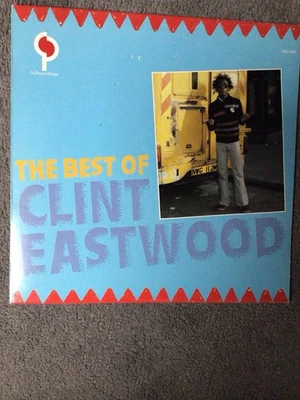 THE BEST OF
CLINT
EASTWOOD